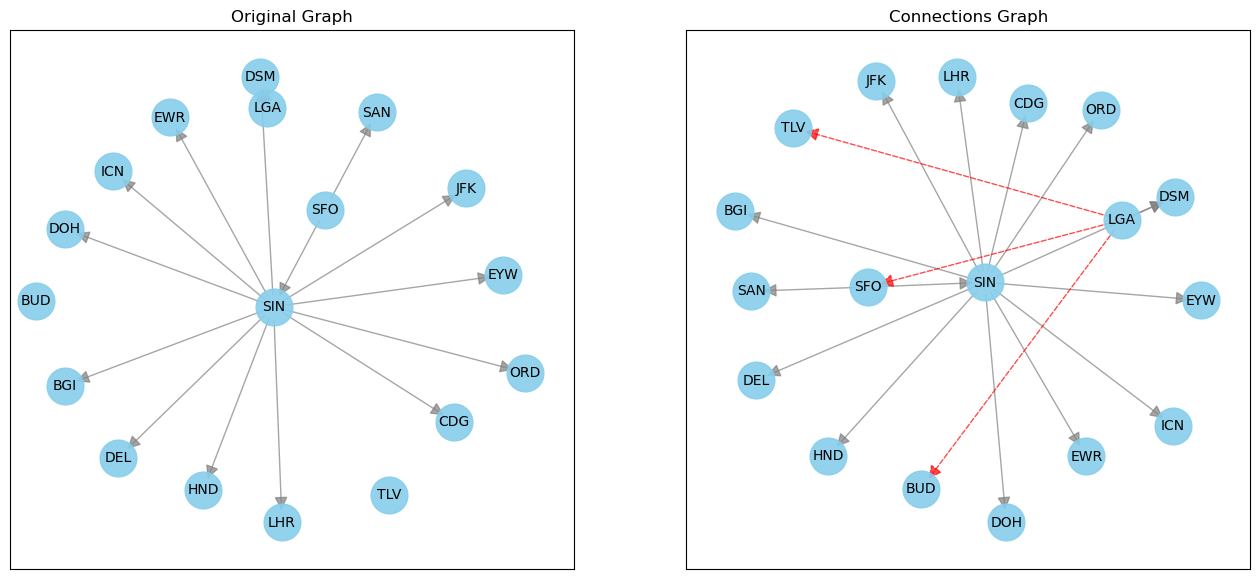 Original Graph
DSM
LGA
SAN
EWR
ICN
JFK
SFO
DOH
EYW
BUD
SIN
ORD
BGI
CDG
DEL
HND
TLV
LHR
Connections Graph
JFK
LHR
CDG
ORD
TLV
DSM
BGI
LGA
SAN
SFO
SIN
EYW
DEL
ICN
HND
EWR
BUD
DOH